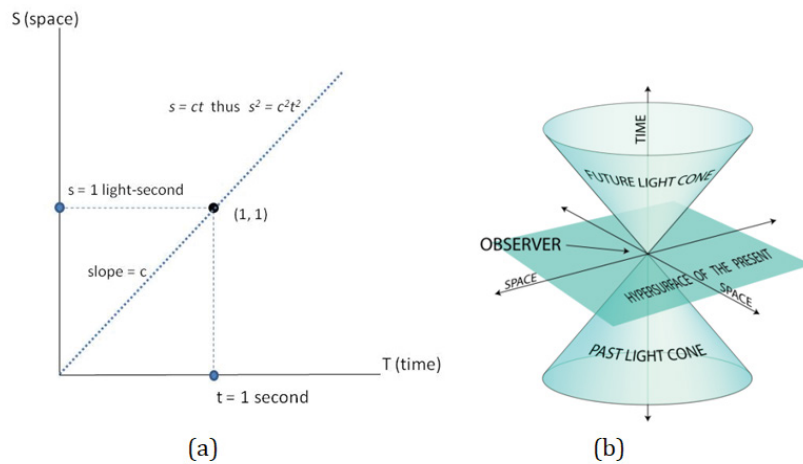 S (space)
s = ct thus s² = c²t²
s = 1 light-second
(1, 1)
slope = c
T (time)
t = 1 second
(a)
TIME
FUTURE LIGHT CONE
OBSERVER
SPACE
HYPERSURFACE OF THE PRESENT
SPACE
PAST LIGHT CONE
(b)